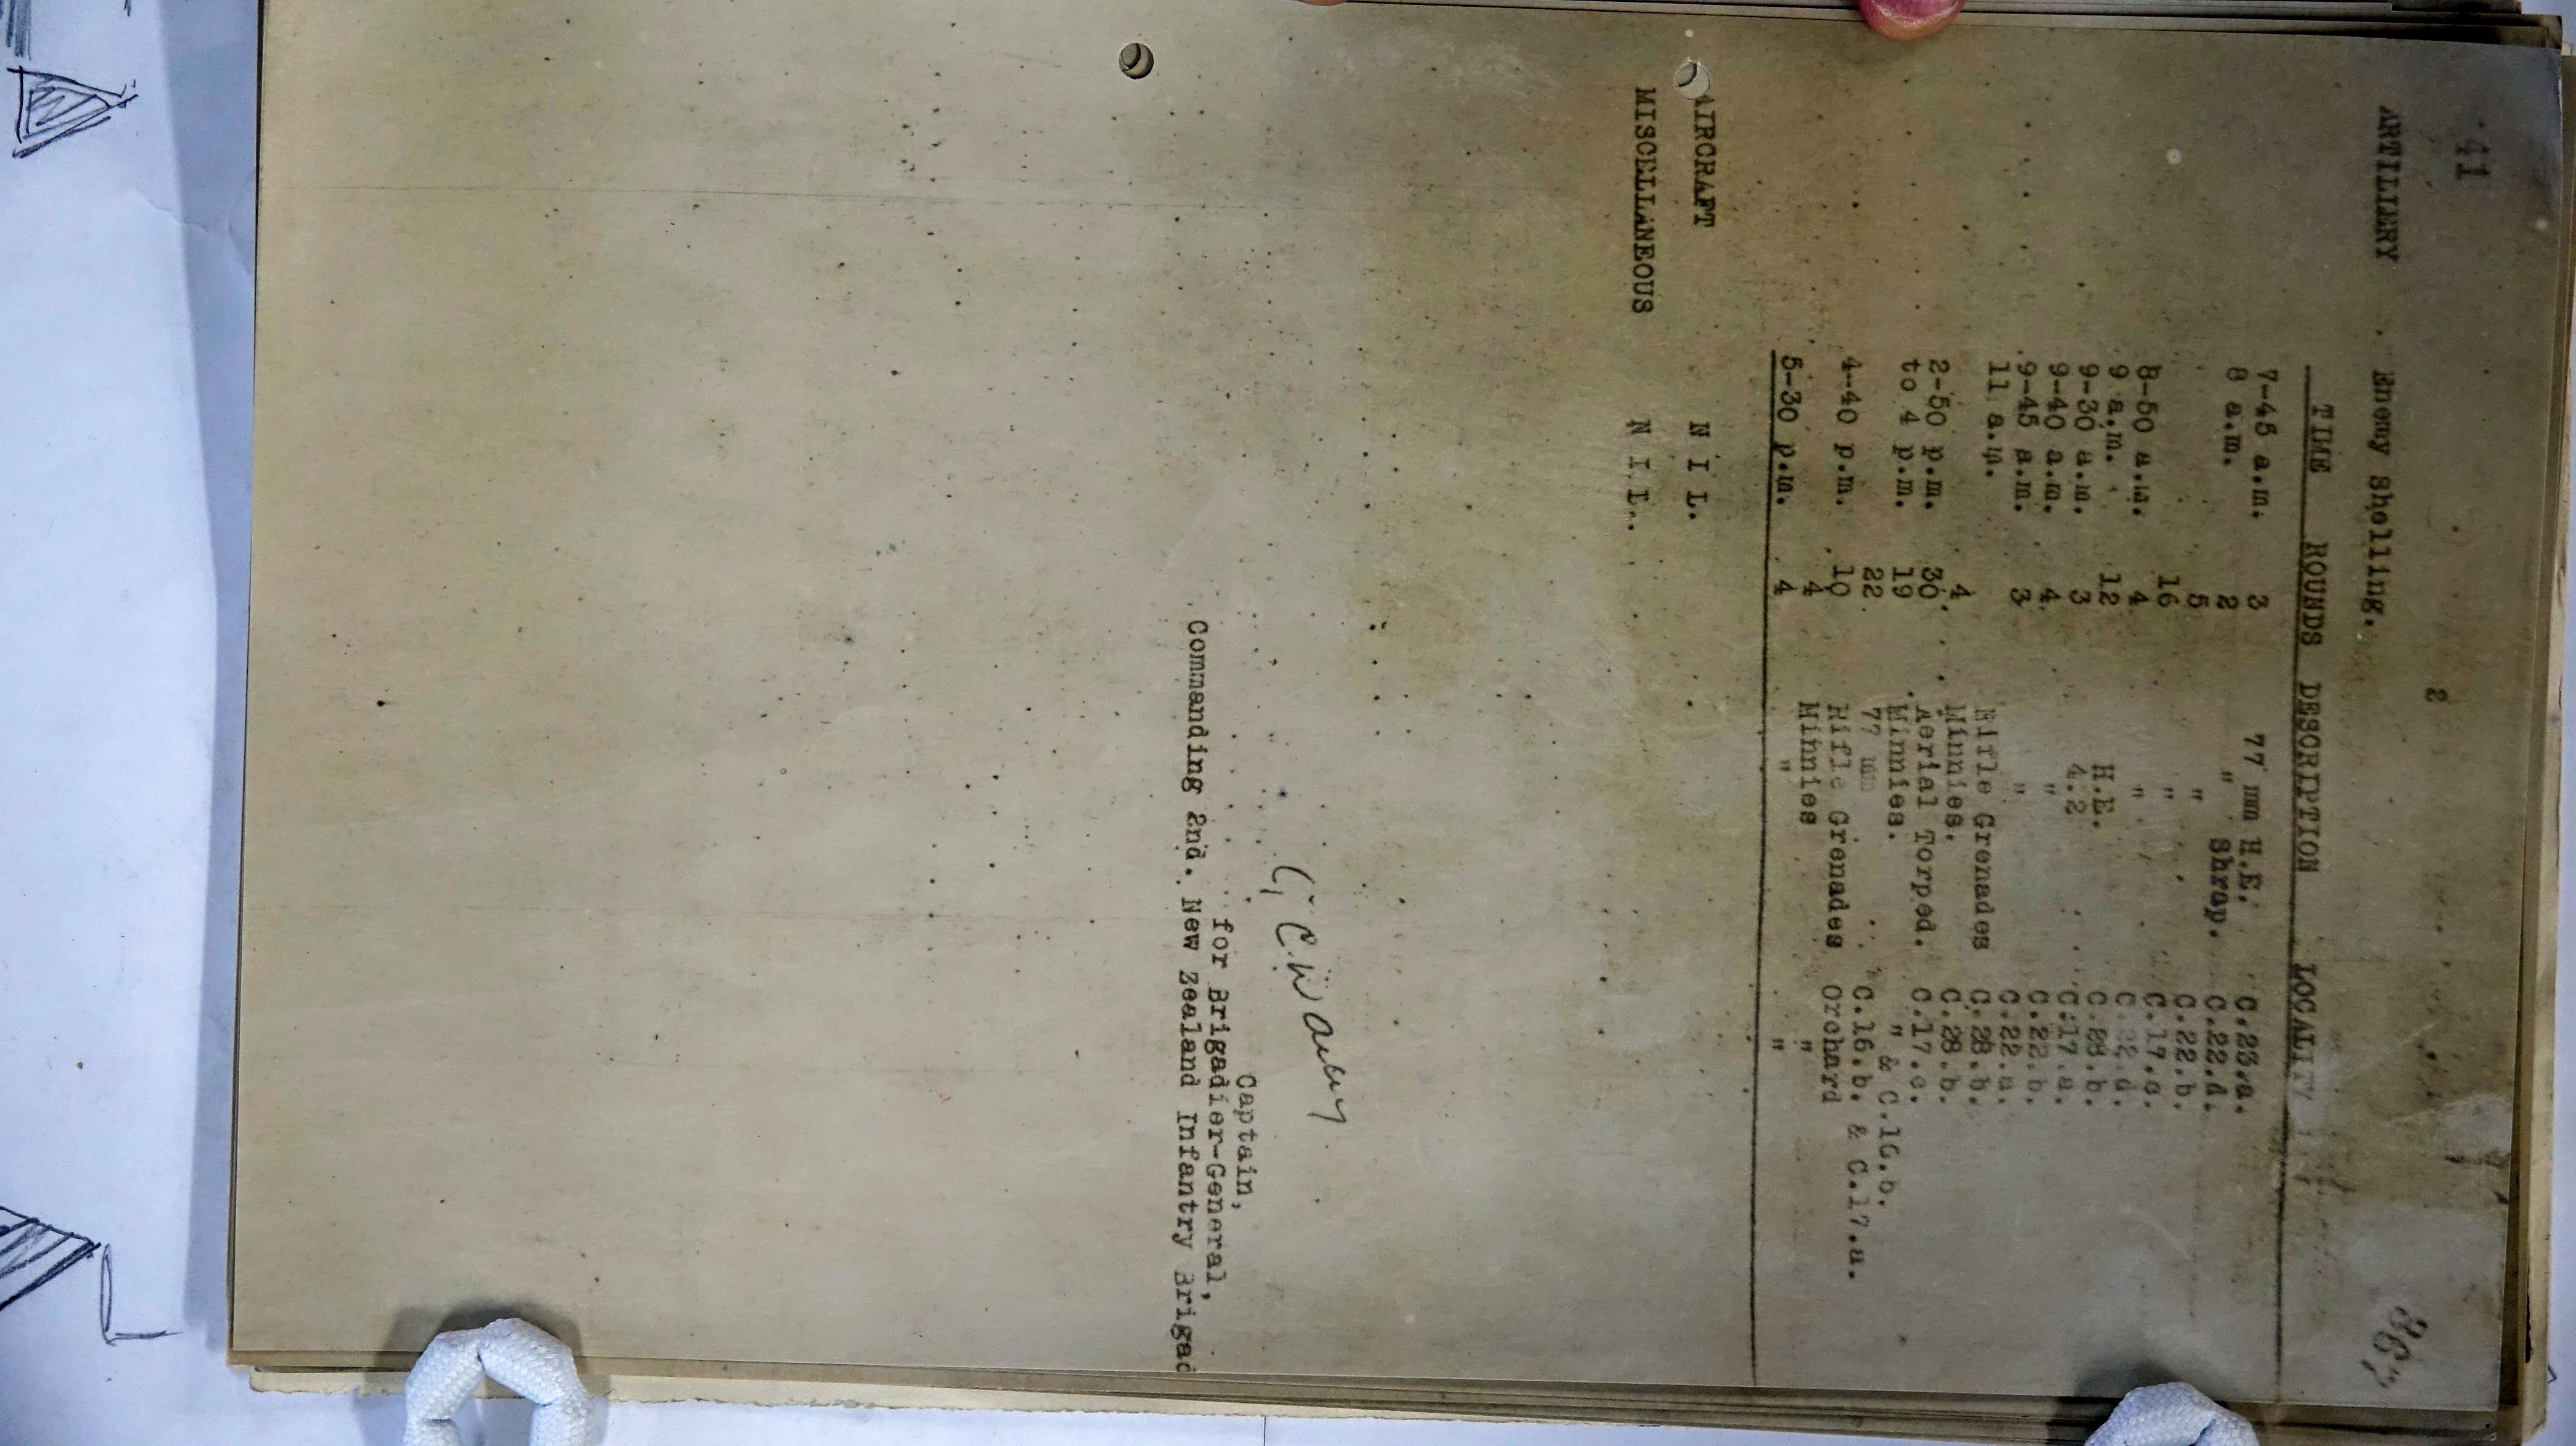 41
2
367
ARTILLERY . Enemy Shelling.
TIME ROUNDS DESCRIPTION LOCALITY
7-45 a.m. 3 77 mm H.E. C.23.a.
8 a.m. 2 " Shrap. C.22.d.
5 " C.22.b.
16 " C.17.c.
8-50 a.m. 4 " C.22.d.
9 a.m. 12 H.E. C.28.b.
9-30 a.m. 3 4.2 C.17.a.
9-40 a.m. 4 " C.22.b.
9-45 a.m. 3 " C.22.a.
11 a.m. Rifle Grenades C.28.b.
4 Minnies. C.28.b.
2-50 p.m. 30 Aerial Torped. C.17.c.
to 4 p.m. 19 Minnies. " & C.16.b.
22 77 mm C.16.b. & C.17.a.
4-40 p.m. 10 Rifle Grenades Orchard
4 Minnies "
5-30 p.m. 4 " "
AIRCRAFT N I L.
MISCELLANEOUS N I L.
Captain,
for Brigadier-General,
Commanding 2nd. New Zealand Infantry Brigad